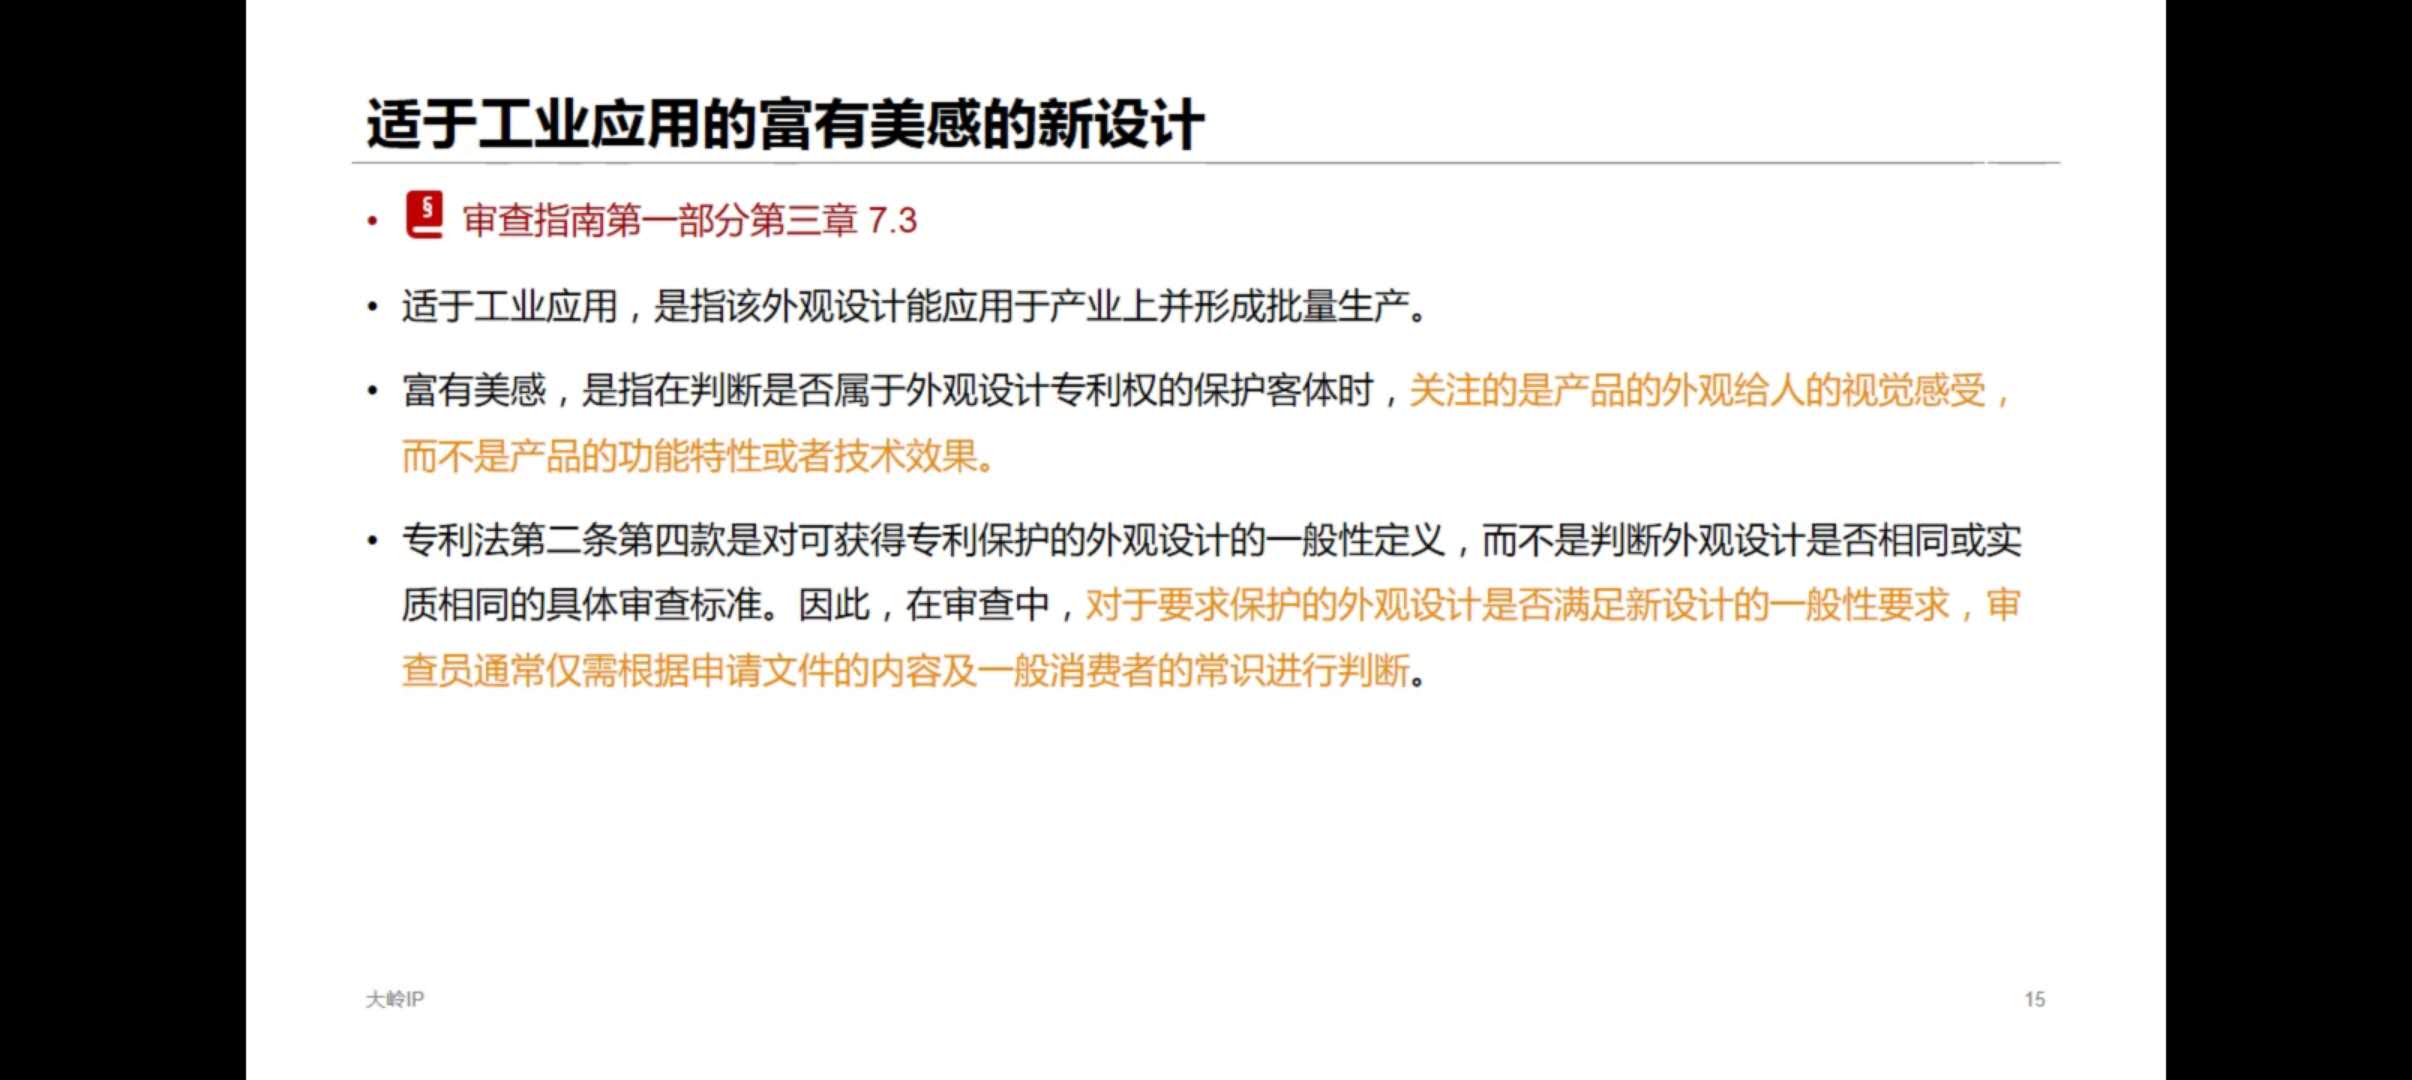 适于工业应用的富有美感的新设计
• § 审查指南第一部分第三章 7.3
• 适于工业应用，是指该外观设计能应用于产业上并形成批量生产。
• 富有美感，是指在判断是否属于外观设计专利权的保护客体时，关注的是产品的外观给人的视觉感受，
而不是产品的功能特性或者技术效果。
• 专利法第二条第四款是对可获得专利保护的外观设计的一般性定义，而不是判断外观设计是否相同或实
质相同的具体审查标准。因此，在审查中，对于要求保护的外观设计是否满足新设计的一般性要求，审
查员通常仅需根据申请文件的内容及一般消费者的常识进行判断。
大岭IP
15